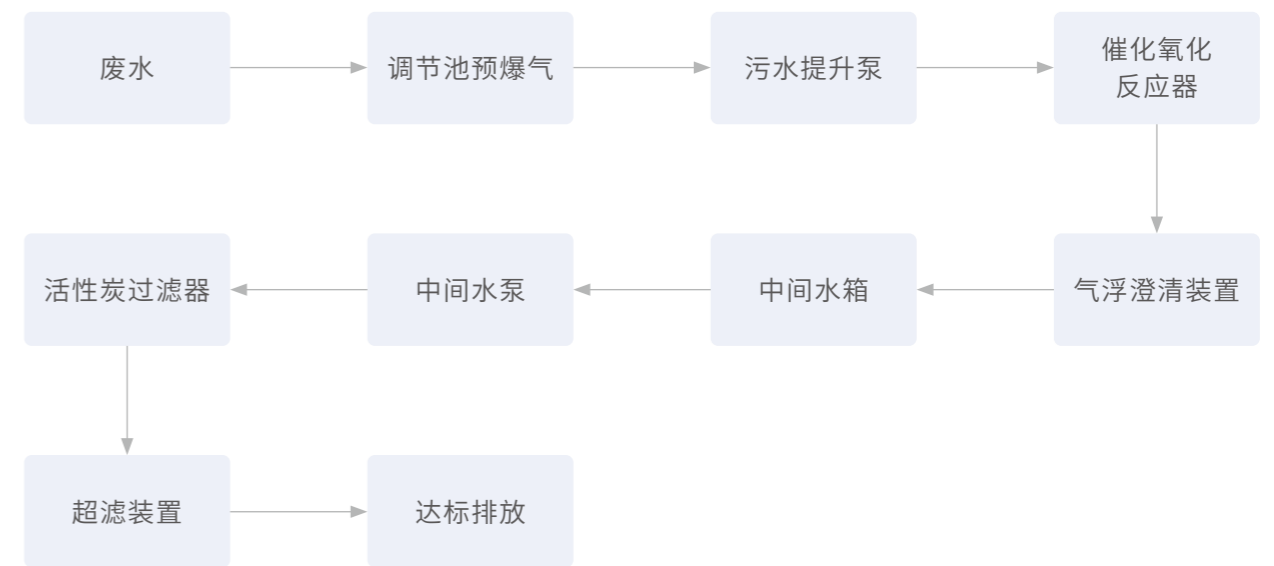 废水
调节池预爆气
污水提升泵
催化氧化
反应器
气浮澄清装置
中间水箱
中间水泵
活性炭过滤器
超滤装置
达标排放